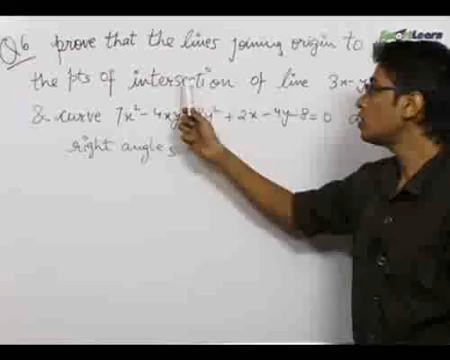 Q6 prove that the lines joining origin to
the pts of intersection of line 3x-y
& curve 7x² - 4xy y² + 2x - 4y - 8 = 0
right angles